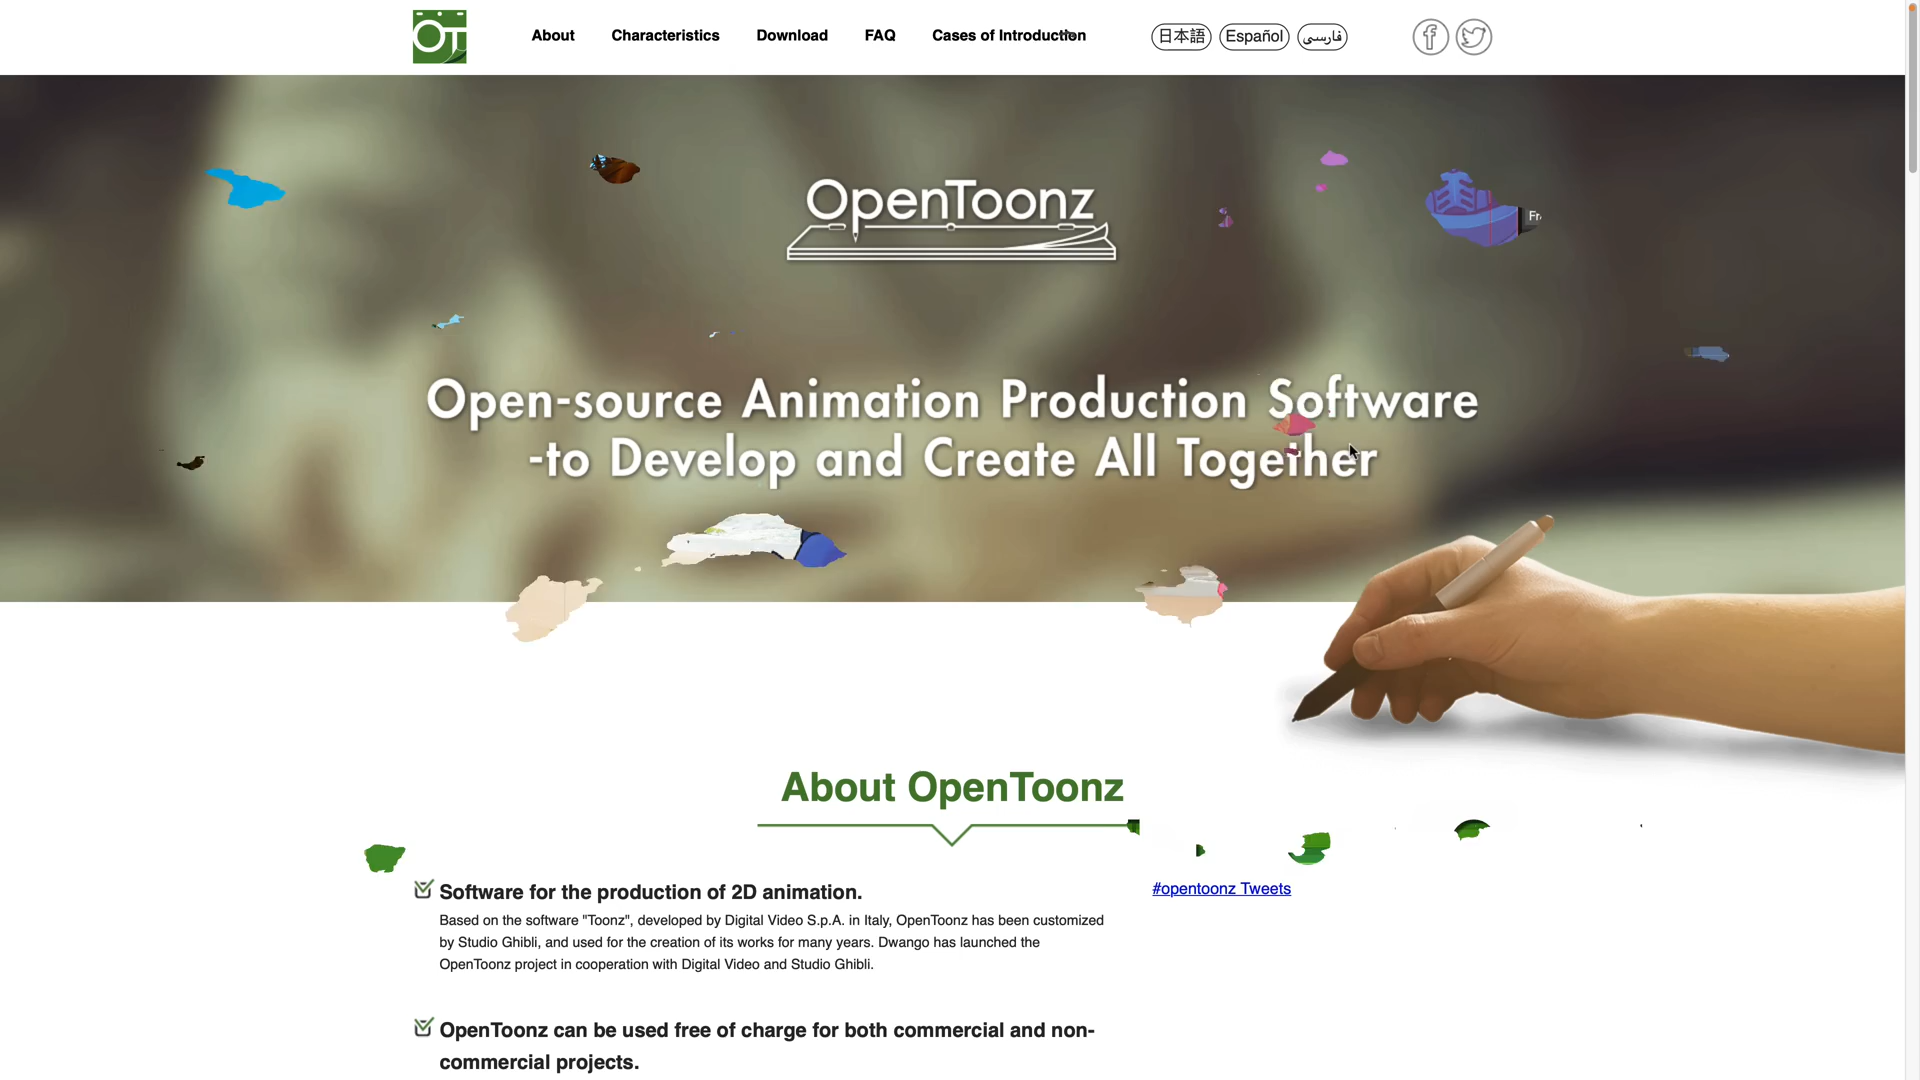 OT
About
Characteristics
Download
FAQ
Cases of Introduction
日本語
Español
فارسی
OpenToonz
Open-source Animation Production Software
-to Develop and Create All Together
About OpenToonz
Software for the production of 2D animation.
Based on the software "Toonz", developed by Digital Video S.p.A. in Italy, OpenToonz has been customized
by Studio Ghibli, and used for the creation of its works for many years. Dwango has launched the
OpenToonz project in cooperation with Digital Video and Studio Ghibli.
#opentoonz Tweets
OpenToonz can be used free of charge for both commercial and non-
commercial projects.